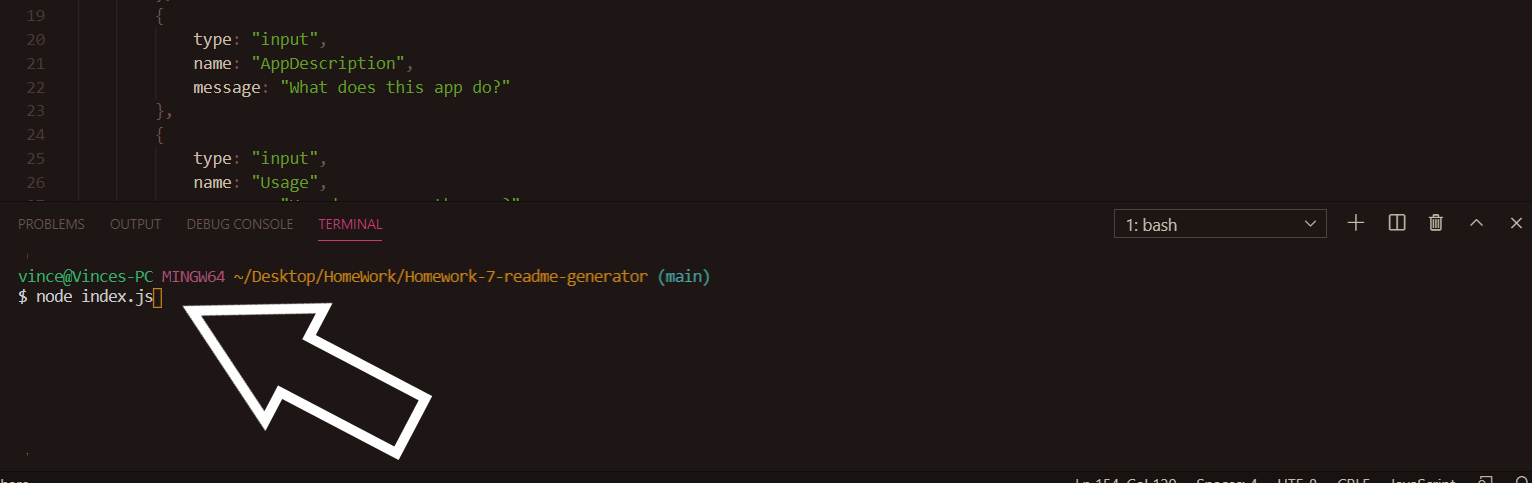 19 {
20 type: "input",
21 name: "AppDescription",
22 message: "What does this app do?"
23 },
24 {
25 type: "input",
26 name: "Usage",
PROBLEMS OUTPUT DEBUG CONSOLE TERMINAL 1: bash
vince@Vinces-PC MINGW64 ~/Desktop/HomeWork/Homework-7-readme-generator (main)
$ node index.js